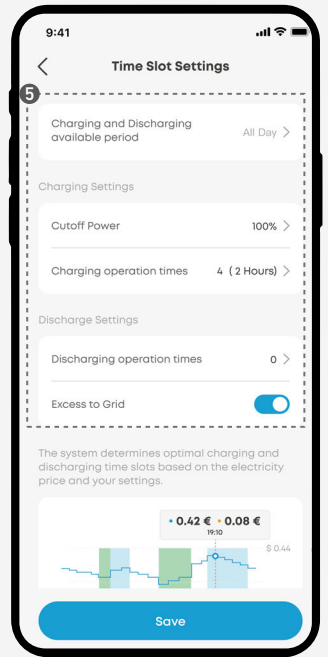 9:41
Time Slot Settings
5
Charging and Discharging
available period
All Day
Charging Settings
Cutoff Power 100%
Charging operation times 4 ( 2 Hours)
Discharge Settings
Discharging operation times 0
Excess to Grid
The system determines optimal charging and
discharging time slots based on the electricity
price and your settings.
• 0.42 € • 0.08 €
19:10
$ 0.44
Save